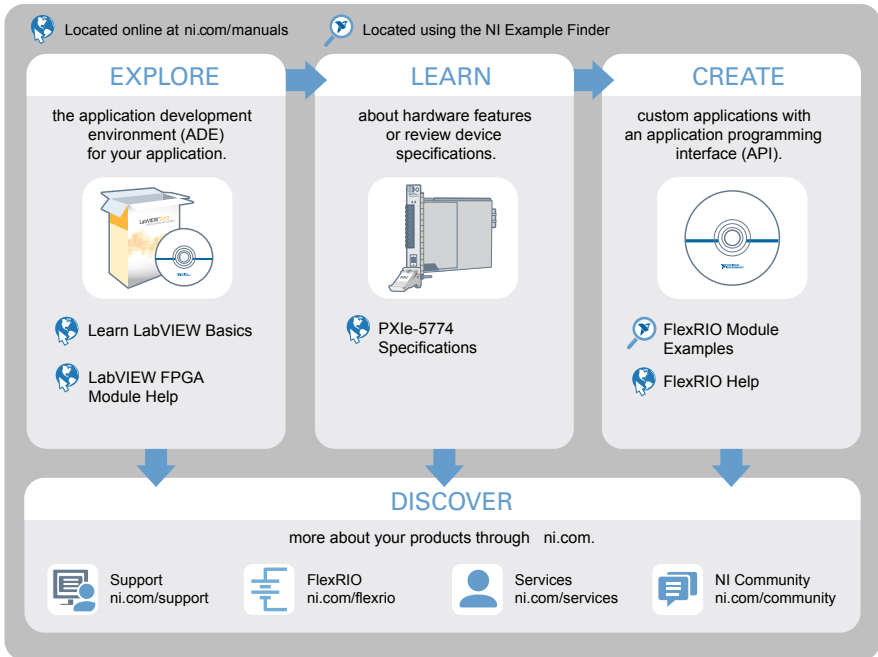 Located online at ni.com/manuals
Located using the NI Example Finder
EXPLORE
the application development
environment (ADE)
for your application.
LabVIEW
Learn LabVIEW Basics
LabVIEW FPGA
Module Help
LEARN
about hardware features
or review device
specifications.
PXIe-5774
Specifications
CREATE
custom applications with
an application programming
interface (API).
FlexRIO Module
Examples
FlexRIO Help
DISCOVER
more about your products through ni.com.
Support
ni.com/support
FlexRIO
ni.com/flexrio
Services
ni.com/services
NI Community
ni.com/community